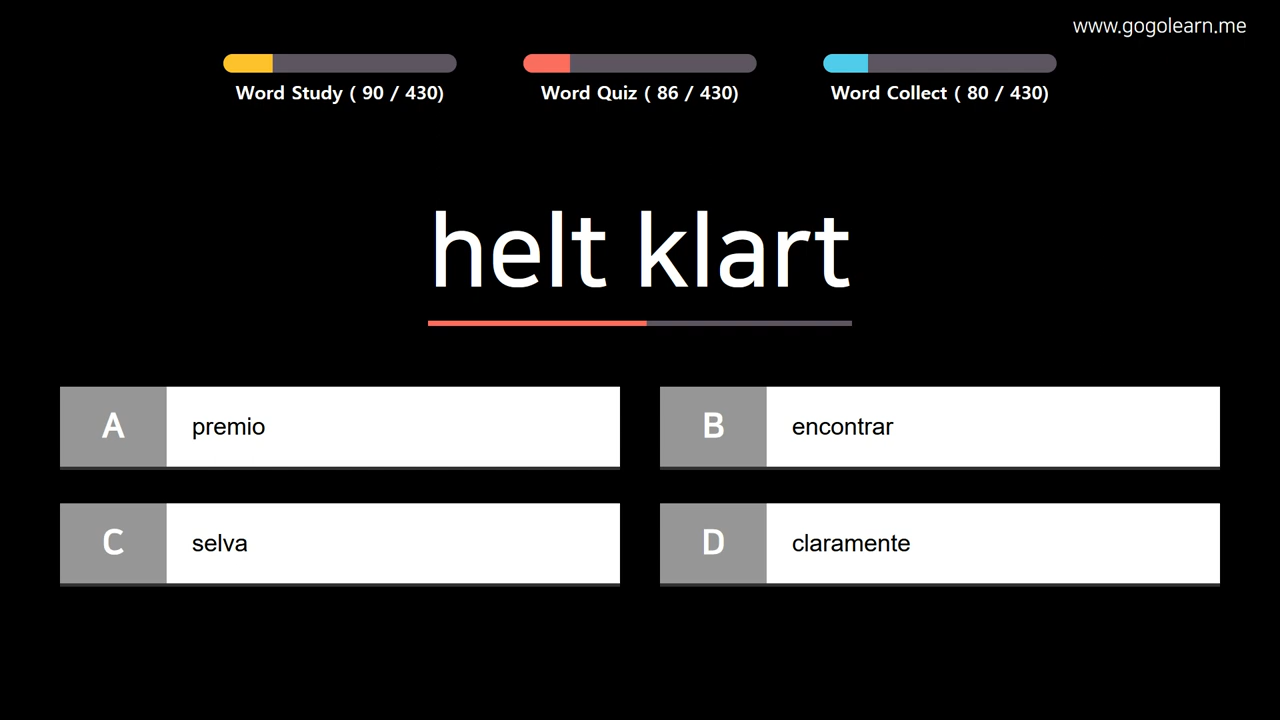 www.gogolearn.me
Word Study ( 90 / 430)
Word Quiz ( 86 / 430)
Word Collect ( 80 / 430)
helt klart
A premio
B encontrar
C selva
D claramente